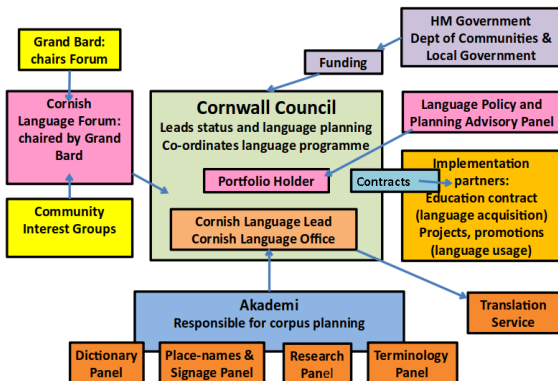 Grand Bard:
chairs Forum
HM Government
Dept of Communities &
Local Government
Funding
Cornish
Language Forum:
chaired by Grand
Bard
Cornwall Council
Leads status and language planning
Co-ordinates language programme
Language Policy and
Planning Advisory Panel
Portfolio Holder
Contracts
Implementation
partners:
Education contract
(language acquisition)
Projects, promotions
(language usage)
Community
Interest Groups
Cornish Language Lead
Cornish Language Office
Akademi
Responsible for corpus planning
Translation
Service
Dictionary
Panel
Place-names &
Signage Panel
Research
Panel
Terminology
Panel